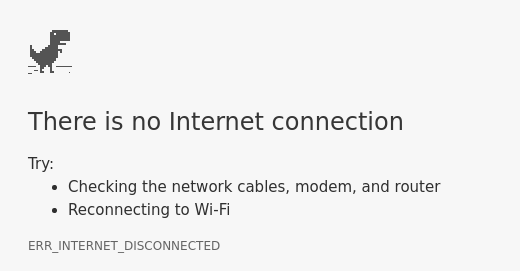 There is no Internet connection
Try:
Checking the network cables, modem, and router
Reconnecting to Wi-Fi
ERR_INTERNET_DISCONNECTED